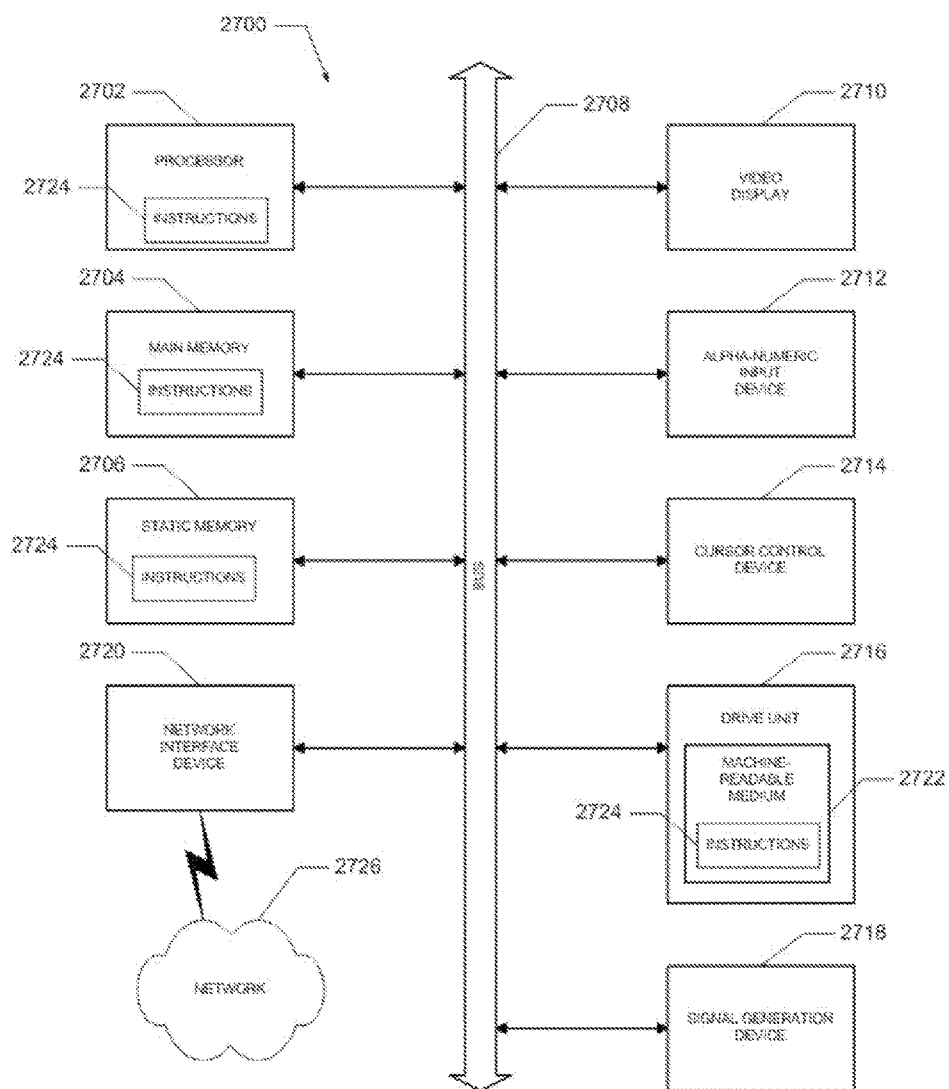 2700
2702
2708
2710
PROCESSOR
2724
INSTRUCTIONS
VIDEO
DISPLAY
2704
2712
MAIN MEMORY
2724
INSTRUCTIONS
ALPHA-NUMERIC
INPUT
DEVICE
2706
2714
STATIC MEMORY
2724
INSTRUCTIONS
BUS
CURSOR CONTROL
DEVICE
2720
2716
NETWORK
INTERFACE
DEVICE
DRIVE UNIT
MACHINE-
READABLE
MEDIUM
2722
2724
INSTRUCTIONS
2726
NETWORK
2718
SIGNAL GENERATION
DEVICE